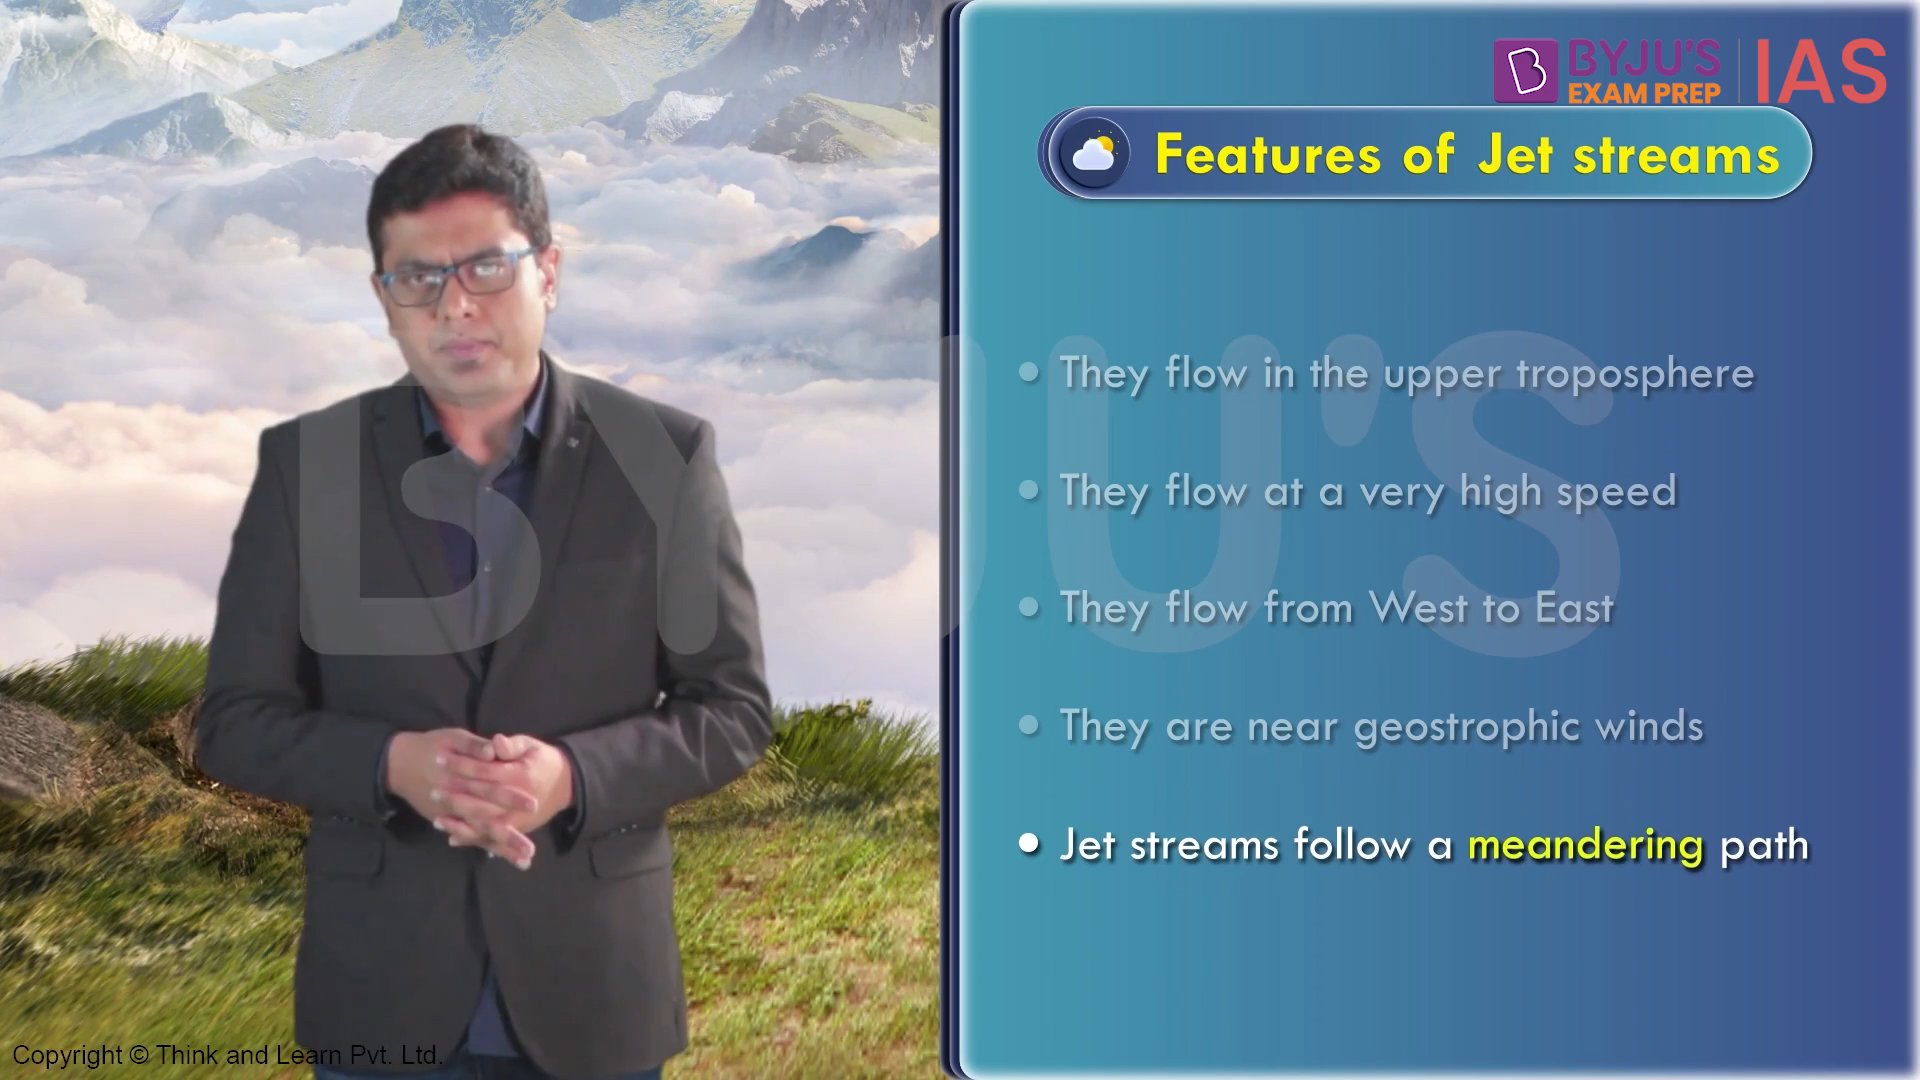 BYJU'S
EXAM PREP
IAS
Features of Jet streams
BYJU'S
• They flow in the upper troposphere
• They flow at a very high speed
• They flow from West to East
• They are near geostrophic winds
• Jet streams follow a meandering path
Copyright © Think and Learn Pvt. Ltd.